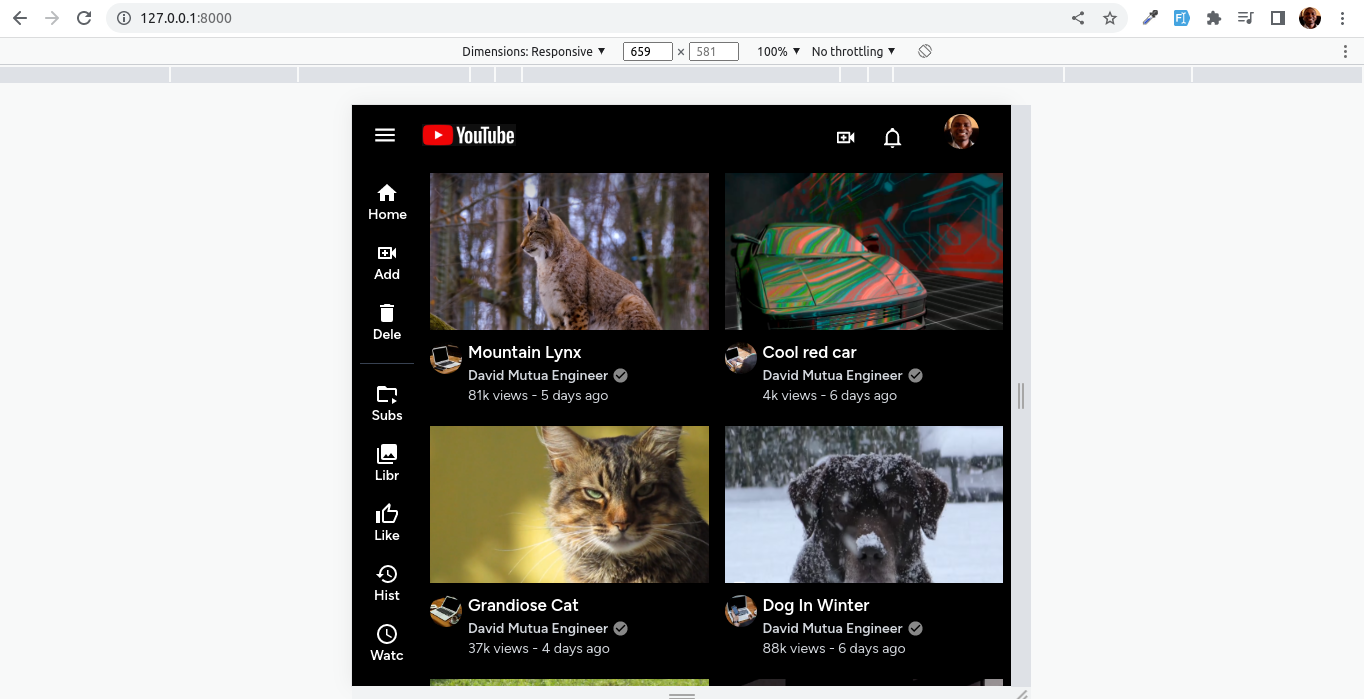 127.0.0.1:8000
Dimensions: Responsive ▼ 659 × 581 100% ▼ No throttling ▼
YouTube
Home
Add
Dele
Subs
Libr
Like
Hist
Watc
Mountain Lynx
David Mutua Engineer
81k views - 5 days ago
Cool red car
David Mutua Engineer
4k views - 6 days ago
Grandiose Cat
David Mutua Engineer
37k views - 4 days ago
Dog In Winter
David Mutua Engineer
88k views - 6 days ago